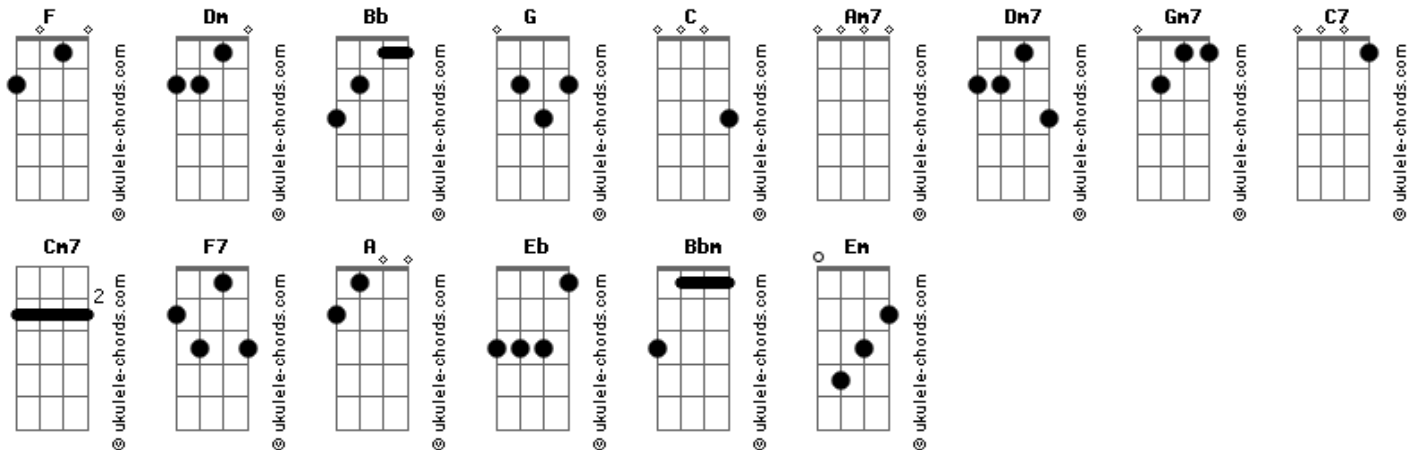 F Dm Bb G C Am7 Dm7 Gm7 C7
© ukulele-chords.com © ukulele-chords.com © ukulele-chords.com © ukulele-chords.com © ukulele-chords.com © ukulele-chords.com © ukulele-chords.com © ukulele-chords.com © ukulele-chords.com
Cm7 F7 A Eb Bbm Em
2
© ukulele-chords.com © ukulele-chords.com © ukulele-chords.com © ukulele-chords.com © ukulele-chords.com © ukulele-chords.com